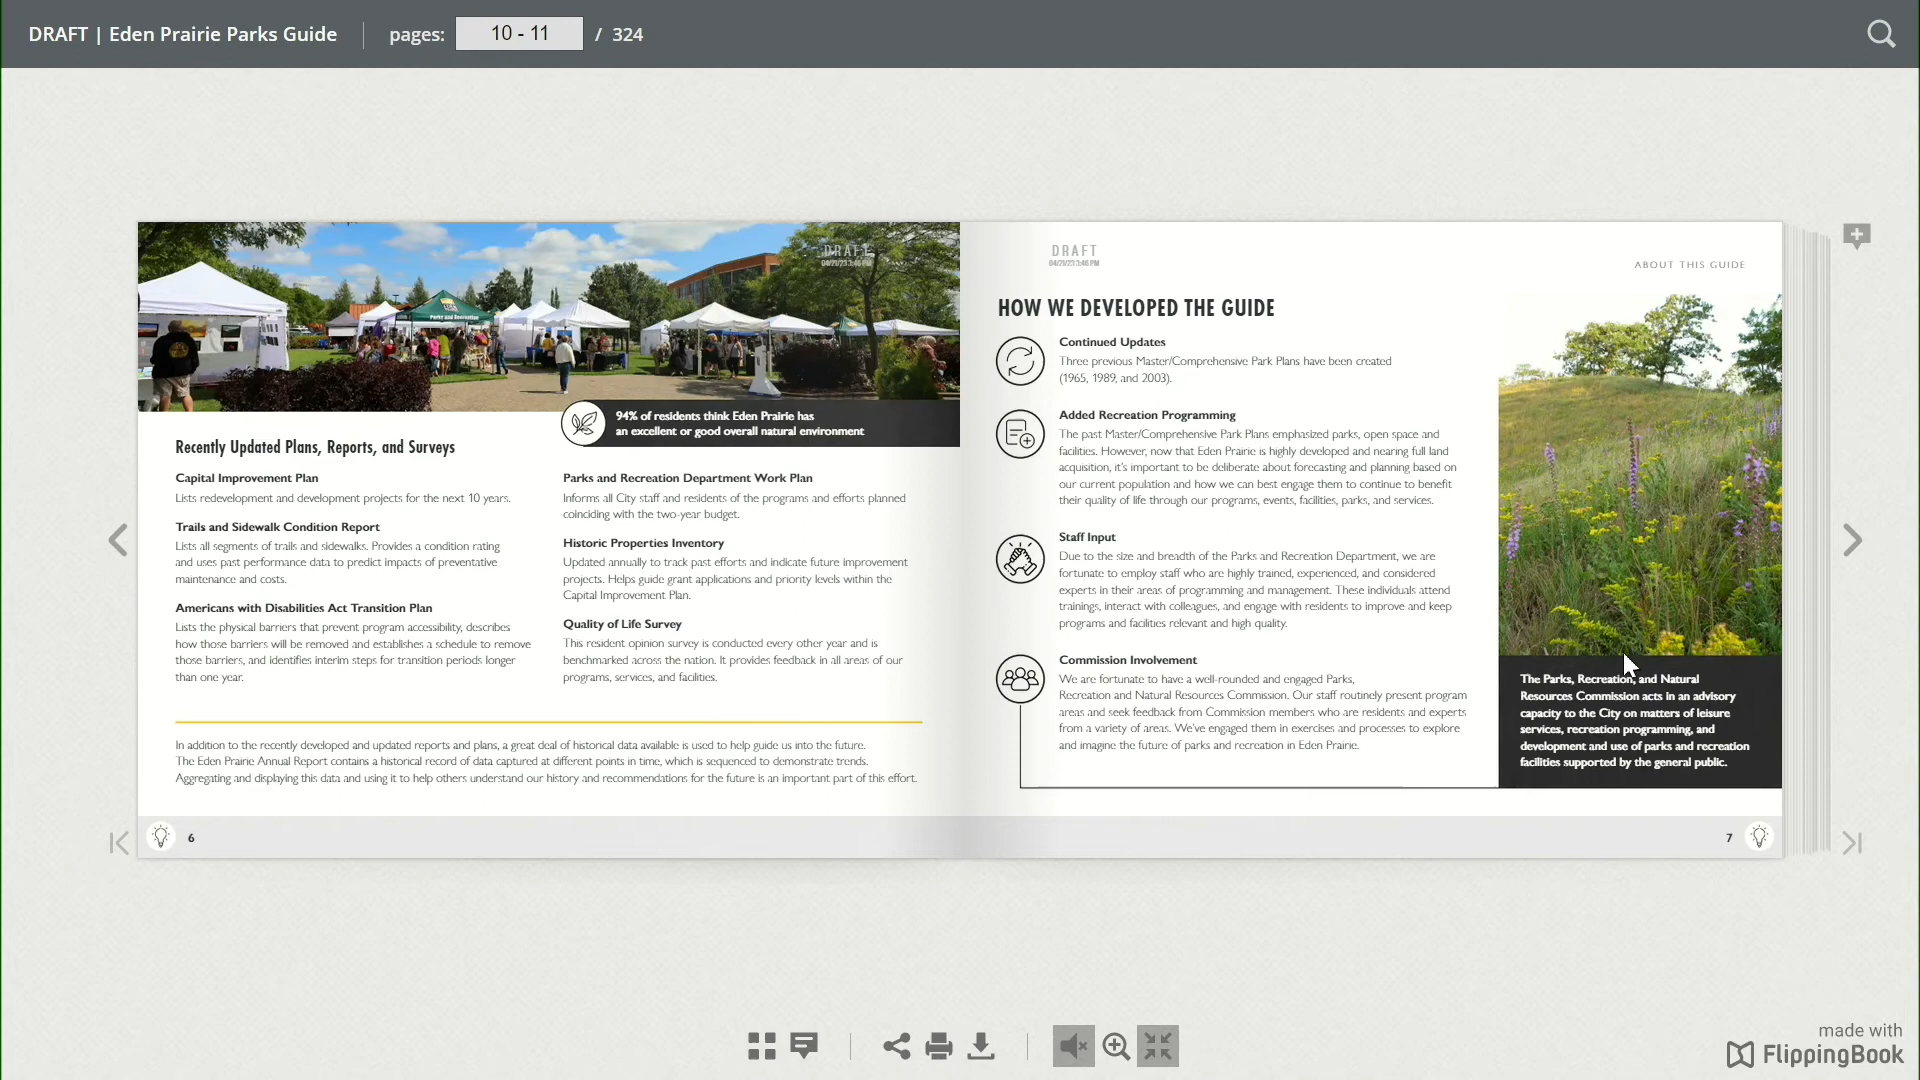 DRAFT | Eden Prairie Parks Guide
pages: 10 - 11 / 324
DRAFT
04/21/23 3:46 PM
Parks and Recreation
94% of residents think Eden Prairie has
an excellent or good overall natural environment
Recently Updated Plans, Reports, and Surveys
Capital Improvement Plan
Lists redevelopment and development projects for the next 10 years.
Trails and Sidewalk Condition Report
Lists all segments of trails and sidewalks. Provides a condition rating
and uses past performance data to predict impacts of preventative
maintenance and costs.
Americans with Disabilities Act Transition Plan
Lists the physical barriers that prevent program accessibility, describes
how those barriers will be removed and establishes a schedule to remove
those barriers, and identifies interim steps for transition periods longer
than one year.
Parks and Recreation Department Work Plan
Informs all City staff and residents of the programs and efforts planned
coinciding with the two-year budget.
Historic Properties Inventory
Updated annually to track past efforts and indicate future improvement
projects. Helps guide grant applications and priority levels within the
Capital Improvement Plan.
Quality of Life Survey
This resident opinion survey is conducted every other year and is
benchmarked across the nation. It provides feedback in all areas of our
programs, services, and facilities.
In addition to the recently developed and updated reports and plans, a great deal of historical data available is used to help guide us into the future.
The Eden Prairie Annual Report contains a historical record of data captured at different points in time, which is sequenced to demonstrate trends.
Aggregating and displaying this data and using it to help others understand our history and recommendations for the future is an important part of this effort.
6
DRAFT
04/21/23 3:46 PM
ABOUT THIS GUIDE
HOW WE DEVELOPED THE GUIDE
Continued Updates
Three previous Master/Comprehensive Park Plans have been created
(1965, 1989, and 2003).
Added Recreation Programming
The past Master/Comprehensive Park Plans emphasized parks, open space and
facilities. However, now that Eden Prairie is highly developed and nearing full land
acquisition, it's important to be deliberate about forecasting and planning based on
our current population and how we can best engage them to continue to benefit
their quality of life through our programs, events, facilities, parks, and services.
Staff Input
Due to the size and breadth of the Parks and Recreation Department, we are
fortunate to employ staff who are highly trained, experienced, and considered
experts in their areas of programming and management. These individuals attend
trainings, interact with colleagues, and engage with residents to improve and keep
programs and facilities relevant and high quality.
Commission Involvement
We are fortunate to have a well-rounded and engaged Parks,
Recreation and Natural Resources Commission. Our staff routinely present program
areas and seek feedback from Commission members who are residents and experts
from a variety of areas. We've engaged them in exercises and processes to explore
and imagine the future of parks and recreation in Eden Prairie.
The Parks, Recreation, and Natural
Resources Commission acts in an advisory
capacity to the City on matters of leisure
services, recreation programming, and
development and use of parks and recreation
facilities supported by the general public.
7
made with
FlippingBook